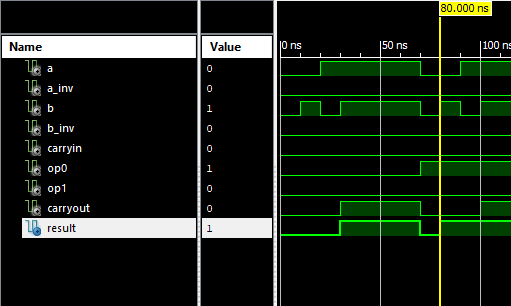 80.000 ns
Name Value
0 ns 50 ns 100 ns
a 0
a_inv 0
b 1
b_inv 0
carryin 0
op0 1
op1 0
carryout 0
result 1